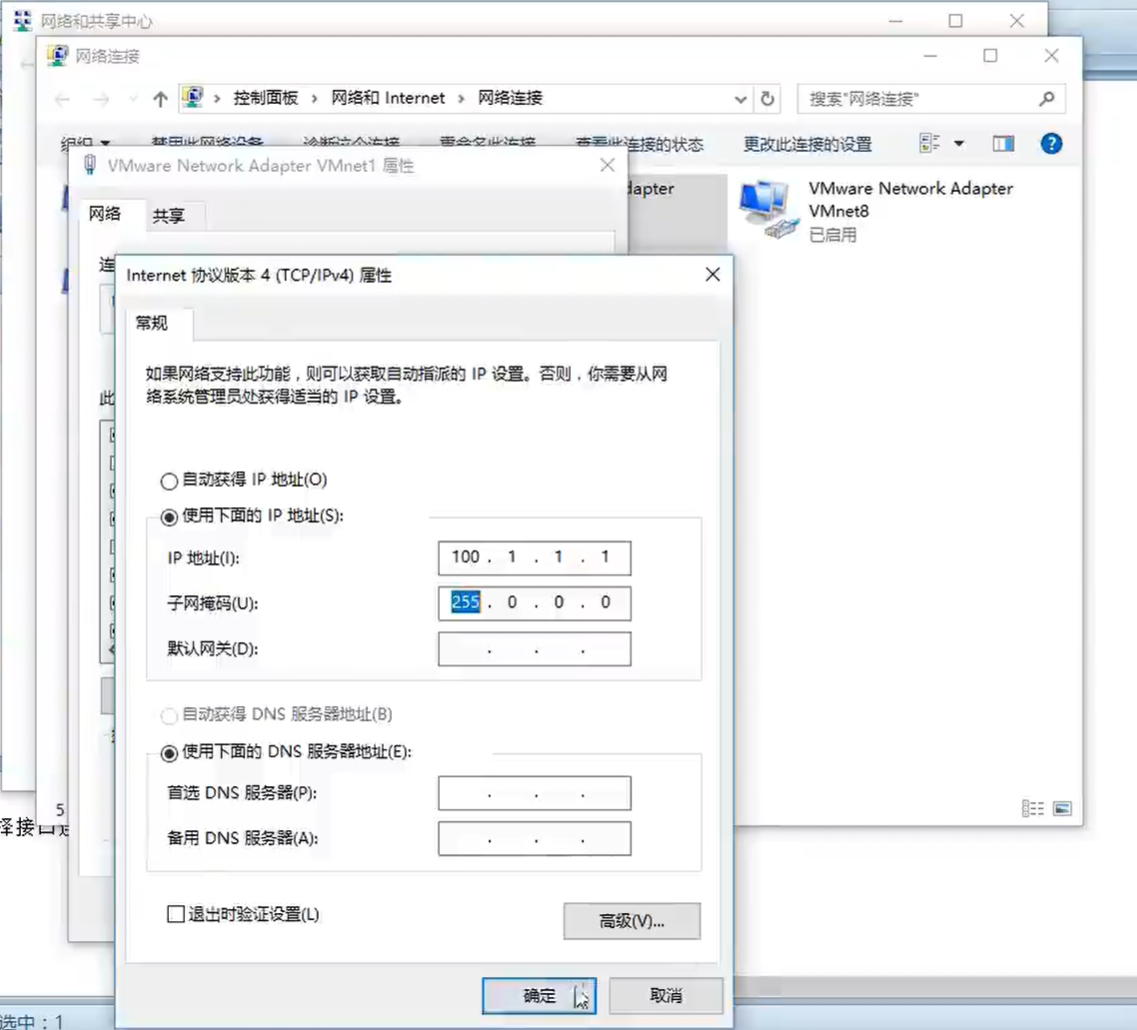 网络和共享中心
网络连接
控制面板 › 网络和 Internet › 网络连接
搜索"网络连接"
组织
禁用此网络设备
诊断这个连接
重命名此连接
查看此连接的状态
更改此连接的设置
VMware Network Adapter VMnet1 属性
dapter
VMware Network Adapter
VMnet8
已启用
网络
共享
连
Internet 协议版本 4 (TCP/IPv4) 属性
常规
如果网络支持此功能，则可以获取自动指派的 IP 设置。否则，你需要从网
络系统管理员处获得适当的 IP 设置。
此
自动获得 IP 地址(O)
使用下面的 IP 地址(S):
IP 地址(I): 100 . 1 . 1 . 1
子网掩码(U): 255 . 0 . 0 . 0
默认网关(D): . . .
自动获得 DNS 服务器地址(B)
使用下面的 DNS 服务器地址(E):
首选 DNS 服务器(P): . . .
备用 DNS 服务器(A): . . .
5
择接口连
退出时验证设置(L)
高级(V)...
确定
取消
选中：1